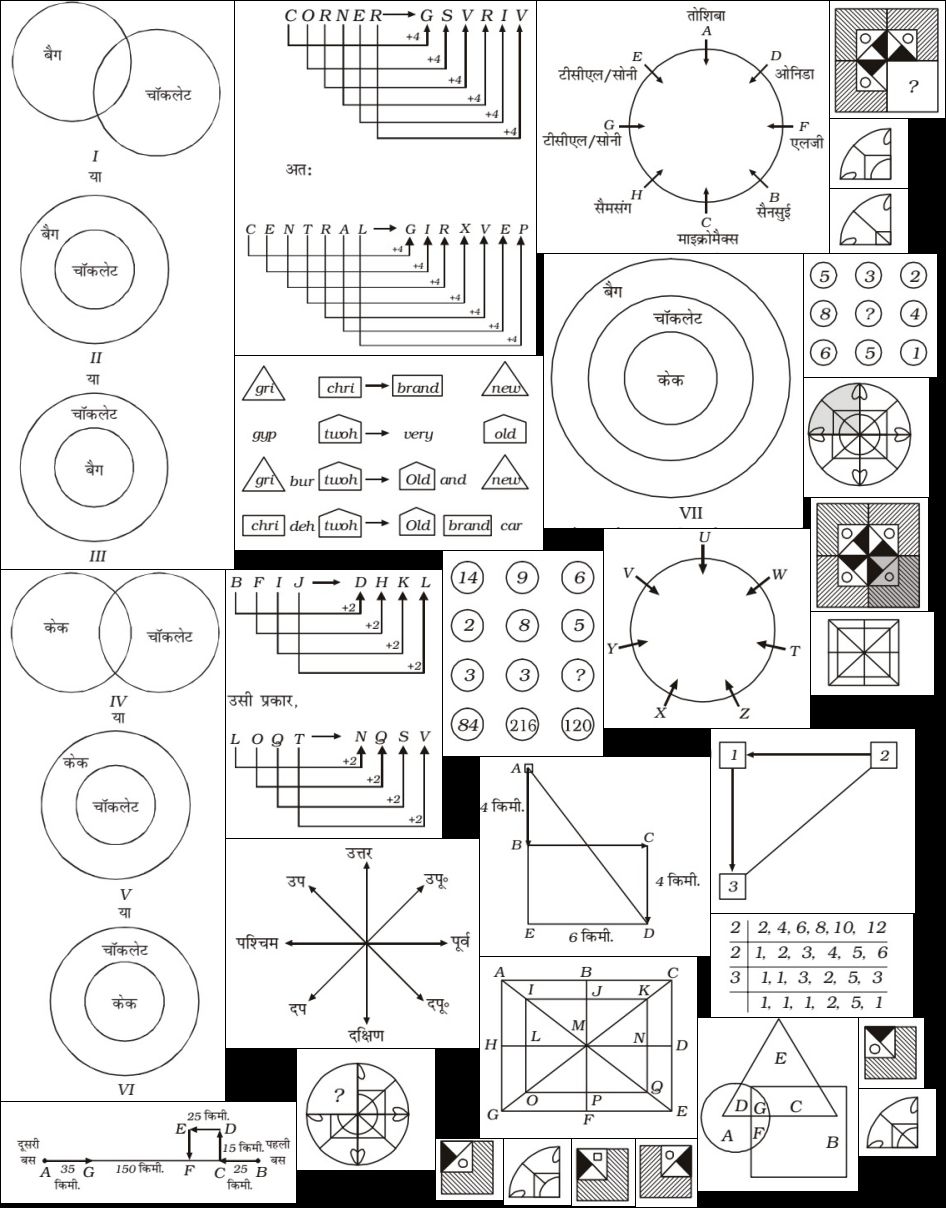 बैग
चॉकलेट
I
या
बैग
चॉकलेट
II
या
चॉकलेट
बैग
III
C O R N E R → G S V R I V
+4
+4
+4
+4
+4
+4
अत:
C E N T R A L → G I R X V E P
+4
+4
+4
+4
+4
+4
+4
तोशिबा
A
E
D
टीसीएल/सोनी
ओनिडा
G
F
टीसीएल/सोनी
एलजी
H
B
सैमसंग
सैनसुई
C
माइक्रोमैक्स
?
gri chri → brand new
gyp twoh → very old
gri bur twoh → Old and new
chri deh twoh → Old brand car
बैग
चॉकलेट
केक
VII
5 3 2
8 ? 4
6 5 1
केक
चॉकलेट
IV
या
केक
चॉकलेट
V
या
चॉकलेट
केक
VI
B F I J → D H K L
+2
+2
+2
+2
उसी प्रकार,
L O Q T → N Q S V
+2
+2
+2
+2
14 9 6
2 8 5
3 3 ?
84 216 120
U
V W
Y T
X Z
A
4 किमी.
B C
4 किमी.
E 6 किमी. D
1 2
3
2 2, 4, 6, 8, 10, 12
2 1, 2, 3, 4, 5, 6
3 1, 1, 3, 2, 5, 3
1, 1, 1, 2, 5, 1
उत्तर
उप उपू॰
पश्चिम पूर्व
दप दपू॰
दक्षिण
A B C
I J K
M
H L N D
O P Q
G F E
E
D G C
A F B
?
25 किमी.
E D
दूसरी 15 किमी. पहली
बस बस
A 35 G 150 किमी. F C 25 B
किमी. किमी.